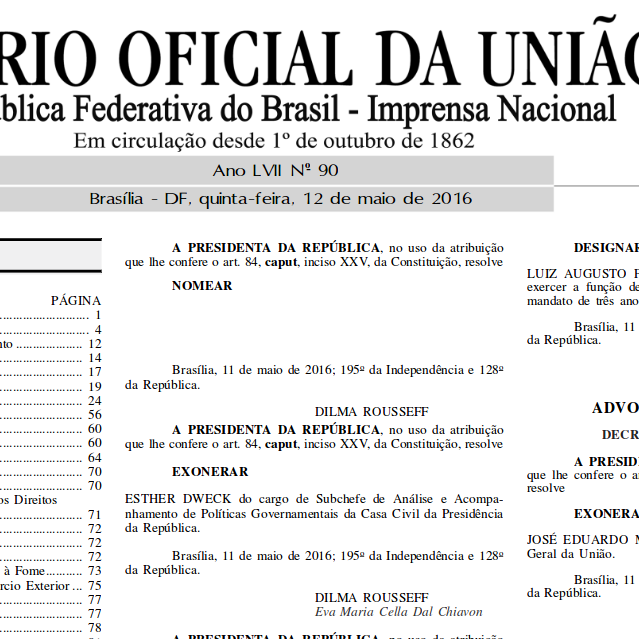 RIO OFICIAL DA UNIÃO
ública Federativa do Brasil - Imprensa Nacional
Em circulação desde 1º de outubro de 1862
Ano LVII Nº 90
Brasília - DF, quinta-feira, 12 de maio de 2016
PÁGINA
1
4
nto 12
14
17
19
24
56
60
60
64
70
70
os Direitos
71
72
72
72
à Fome 73
rcio Exterior ... 75
77
77
78
A PRESIDENTA DA REPÚBLICA, no uso da atribuição
que lhe confere o art. 84, caput, inciso XXV, da Constituição, resolve
NOMEAR
Brasília, 11 de maio de 2016; 195º da Independência e 128º
da República.
DILMA ROUSSEFF
A PRESIDENTA DA REPÚBLICA, no uso da atribuição
que lhe confere o art. 84, caput, inciso XXV, da Constituição, resolve
EXONERAR
ESTHER DWECK do cargo de Subchefe de Análise e Acompa-
nhamento de Políticas Governamentais da Casa Civil da Presidência
da República.
Brasília, 11 de maio de 2016; 195º da Independência e 128º
da República.
DILMA ROUSSEFF
Eva Maria Cella Dal Chiavon
A PRESIDENTA DA REPÚBLICA, no uso da atribuição
DESIGNAR
LUIZ AUGUSTO F
exercer a função de
mandato de três ano
Brasília, 11
da República.
ADVO
DECR
A PRESID
que lhe confere o a
resolve
EXONERA
JOSÉ EDUARDO M
Geral da União.
Brasília, 11
da República.